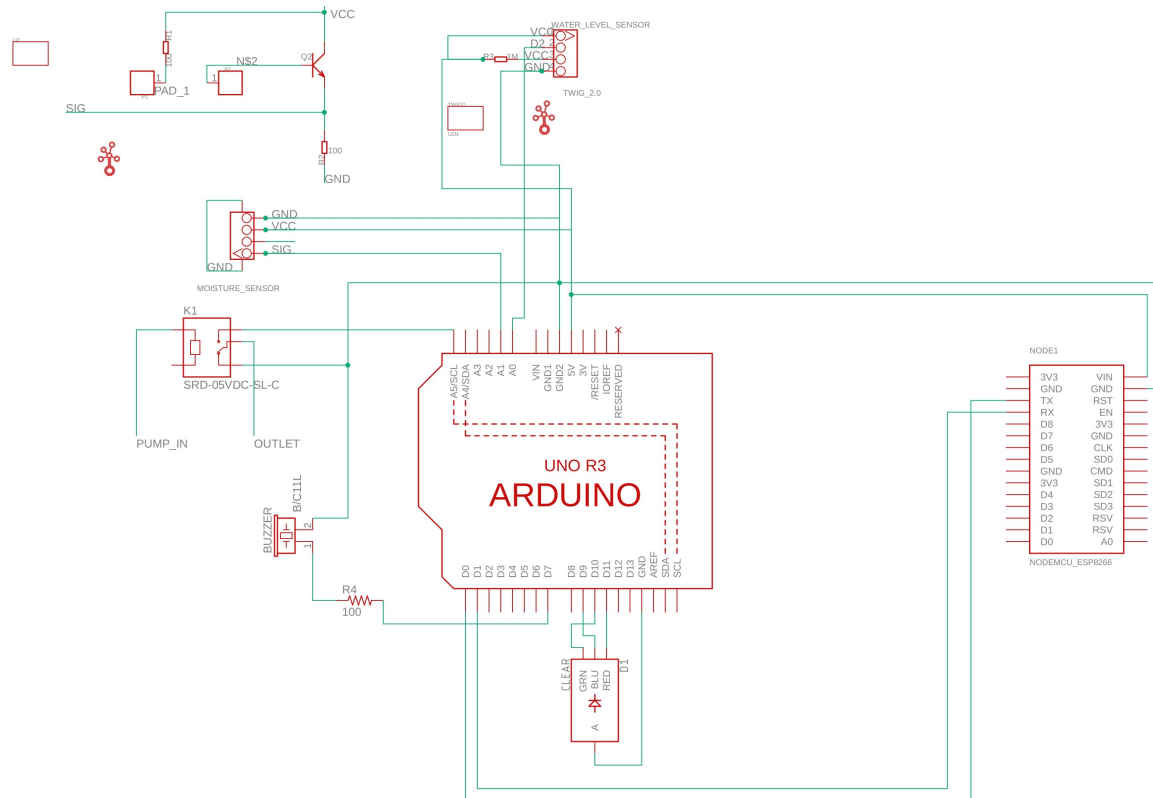 VCC
R1
100
N$2
Q2
1
PAD_1
1
SIG
R2
100
GND
WATER_LEVEL_SENSOR
VCC
D2 2
R3 1M
VCC3
GND
TWIG_2.0
GND
VCC
SIG
GND
MOISTURE_SENSOR
K1
SRD-05VDC-SL-C
PUMP_IN
OUTLET
A5/SCL
A4/SDA
A3
A2
A1
A0
VIN
GND1
GND2
5V
3V
/RESET
IOREF
RESERVED
UNO R3
ARDUINO
D0
D1
D2
D3
D4
D5
D6
D7
D8
D9
D10
D11
D12
D13
GND
AREF
SDA
SCL
BUZZER
B/C11L
2
1
R4
100
CLEAR
GRN
BLU
RED
D1
A
NODE1
3V3 VIN
GND GND
TX RST
RX EN
D8 3V3
D7 GND
D6 CLK
D5 SD0
GND CMD
3V3 SD1
D4 SD2
D3 SD3
D2 RSV
D1 RSV
D0 A0
NODEMCU_ESP8266